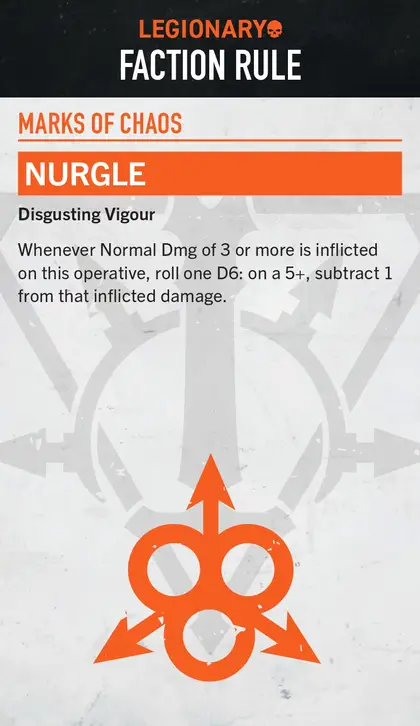 LEGIONARY
FACTION RULE
MARKS OF CHAOS
NURGLE
Disgusting Vigour
Whenever Normal Dmg of 3 or more is inflicted
on this operative, roll one D6: on a 5+, subtract 1
from that inflicted damage.